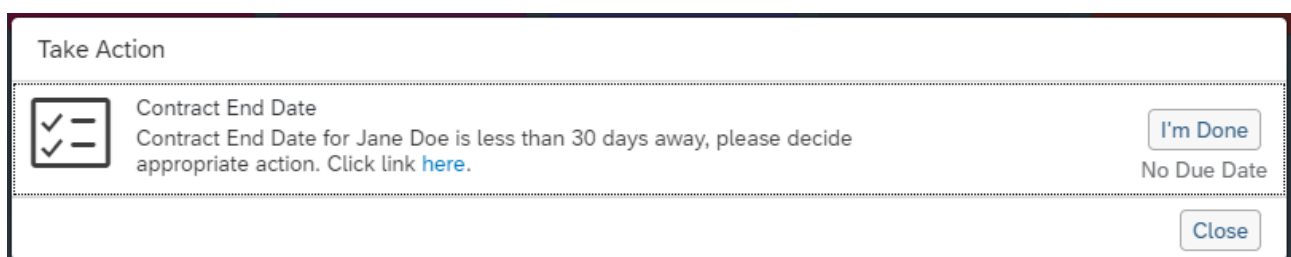 Take Action
Contract End Date
Contract End Date for Jane Doe is less than 30 days away, please decide
appropriate action. Click link here.
I'm Done
No Due Date
Close